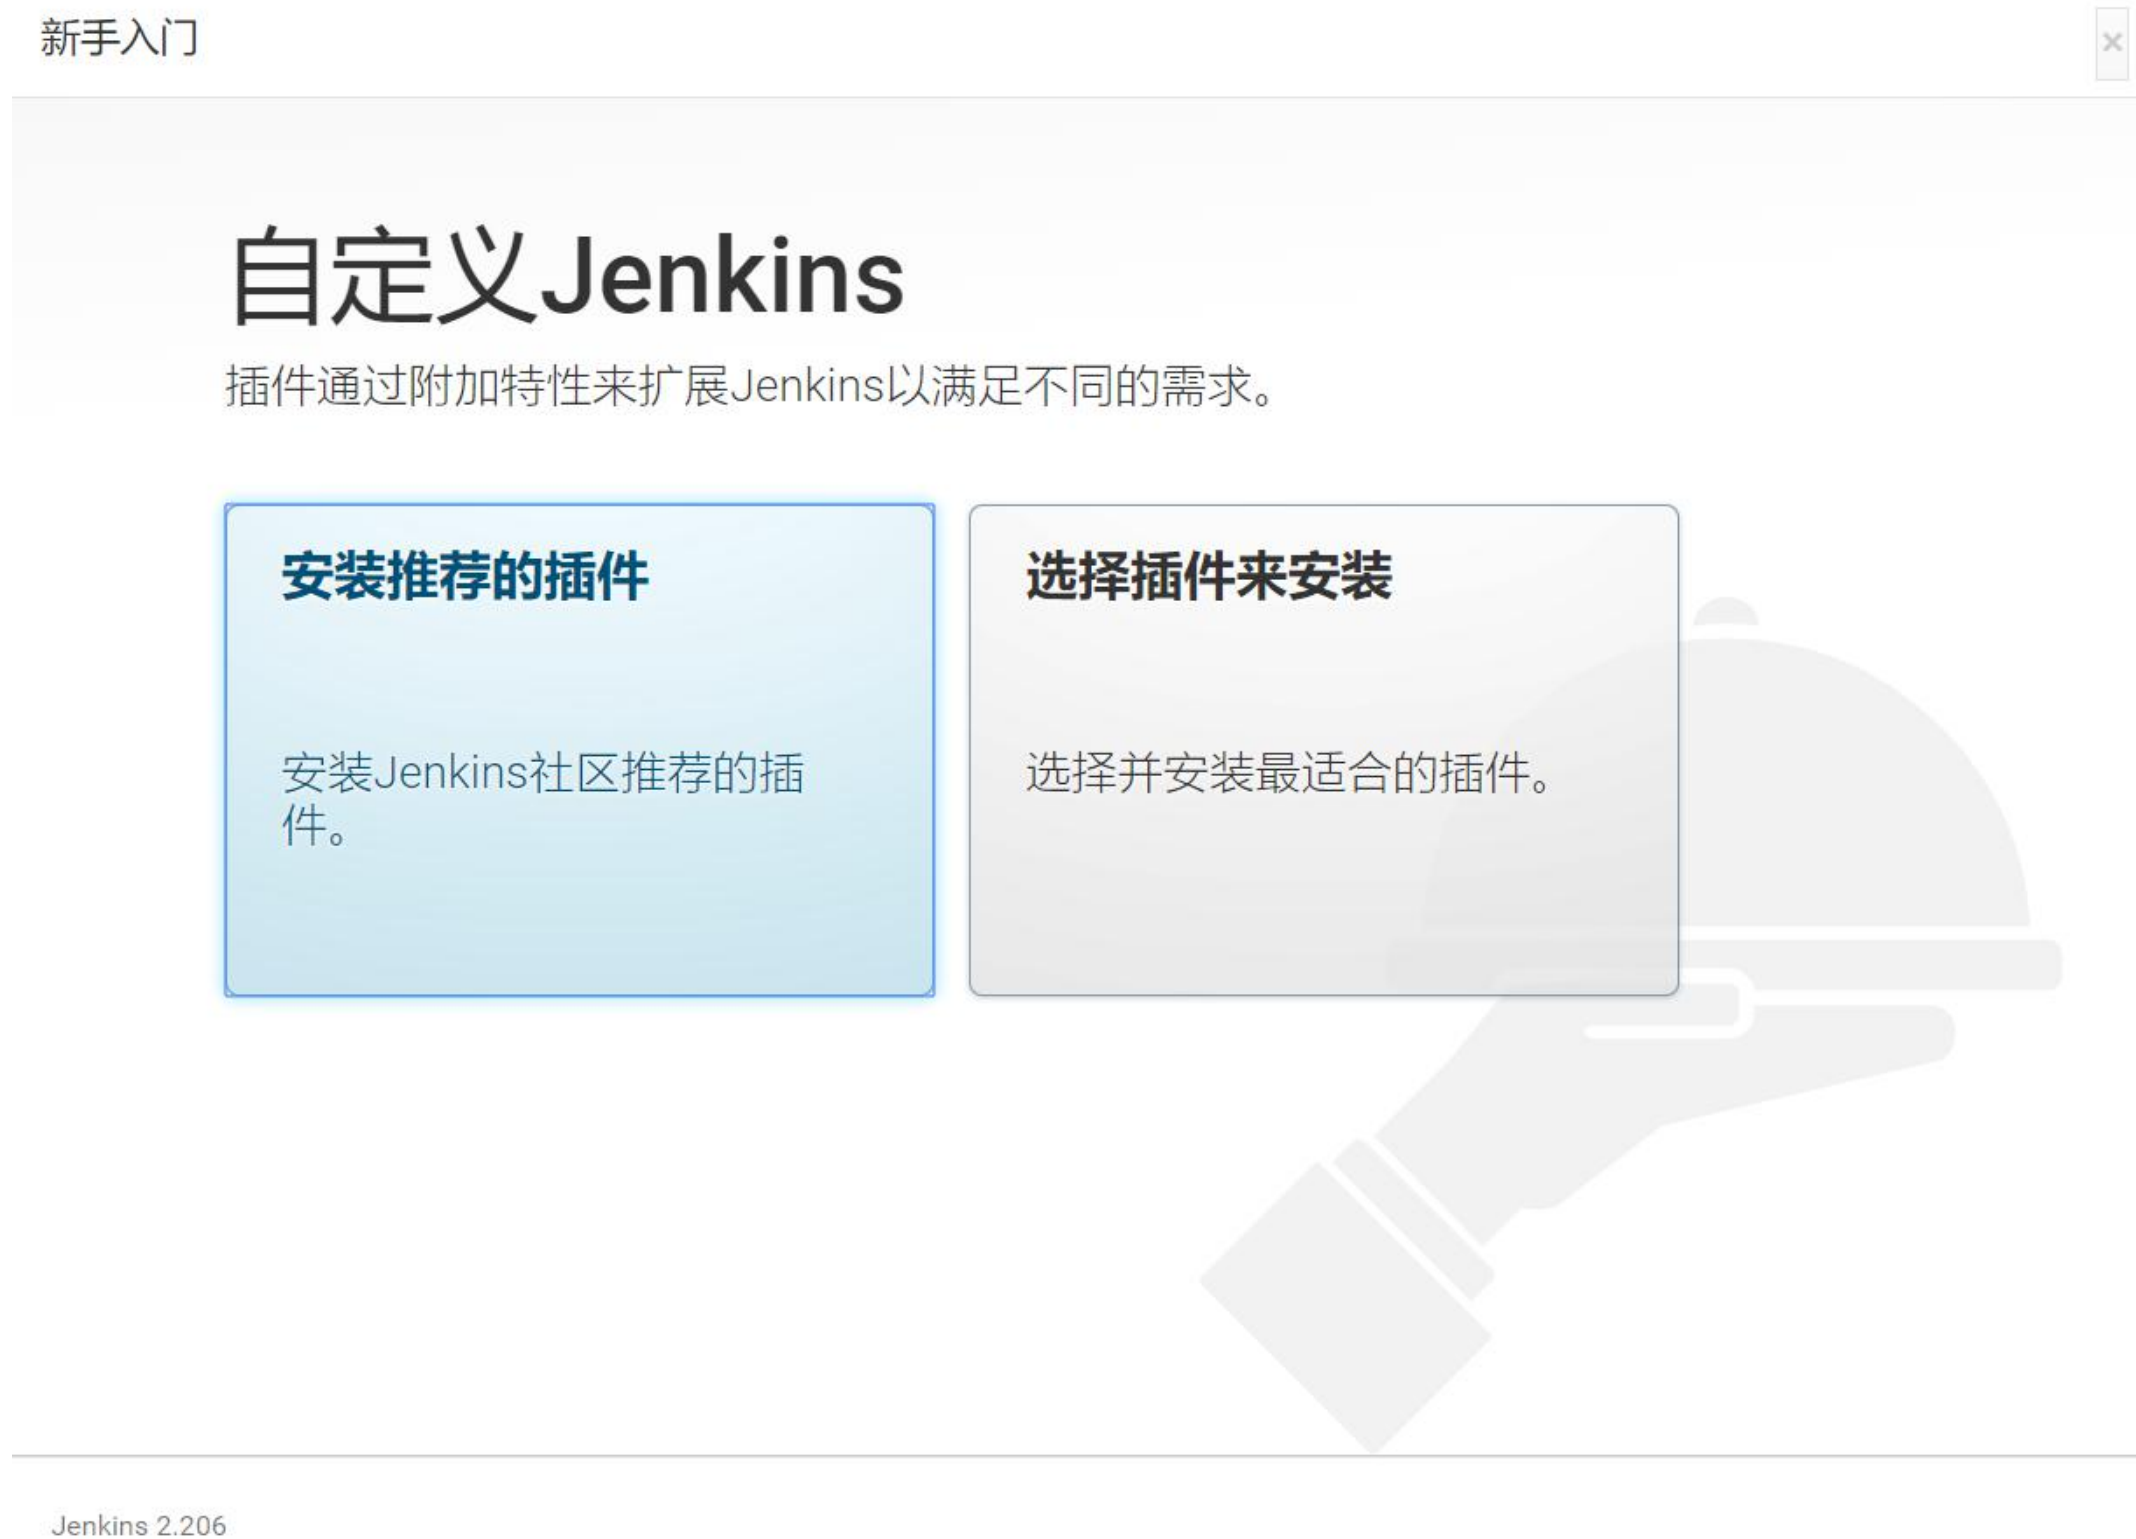 新手入门
×
自定义Jenkins
插件通过附加特性来扩展Jenkins以满足不同的需求。
安装推荐的插件
安装Jenkins社区推荐的插
件。
选择插件来安装
选择并安装最适合的插件。
Jenkins 2.206